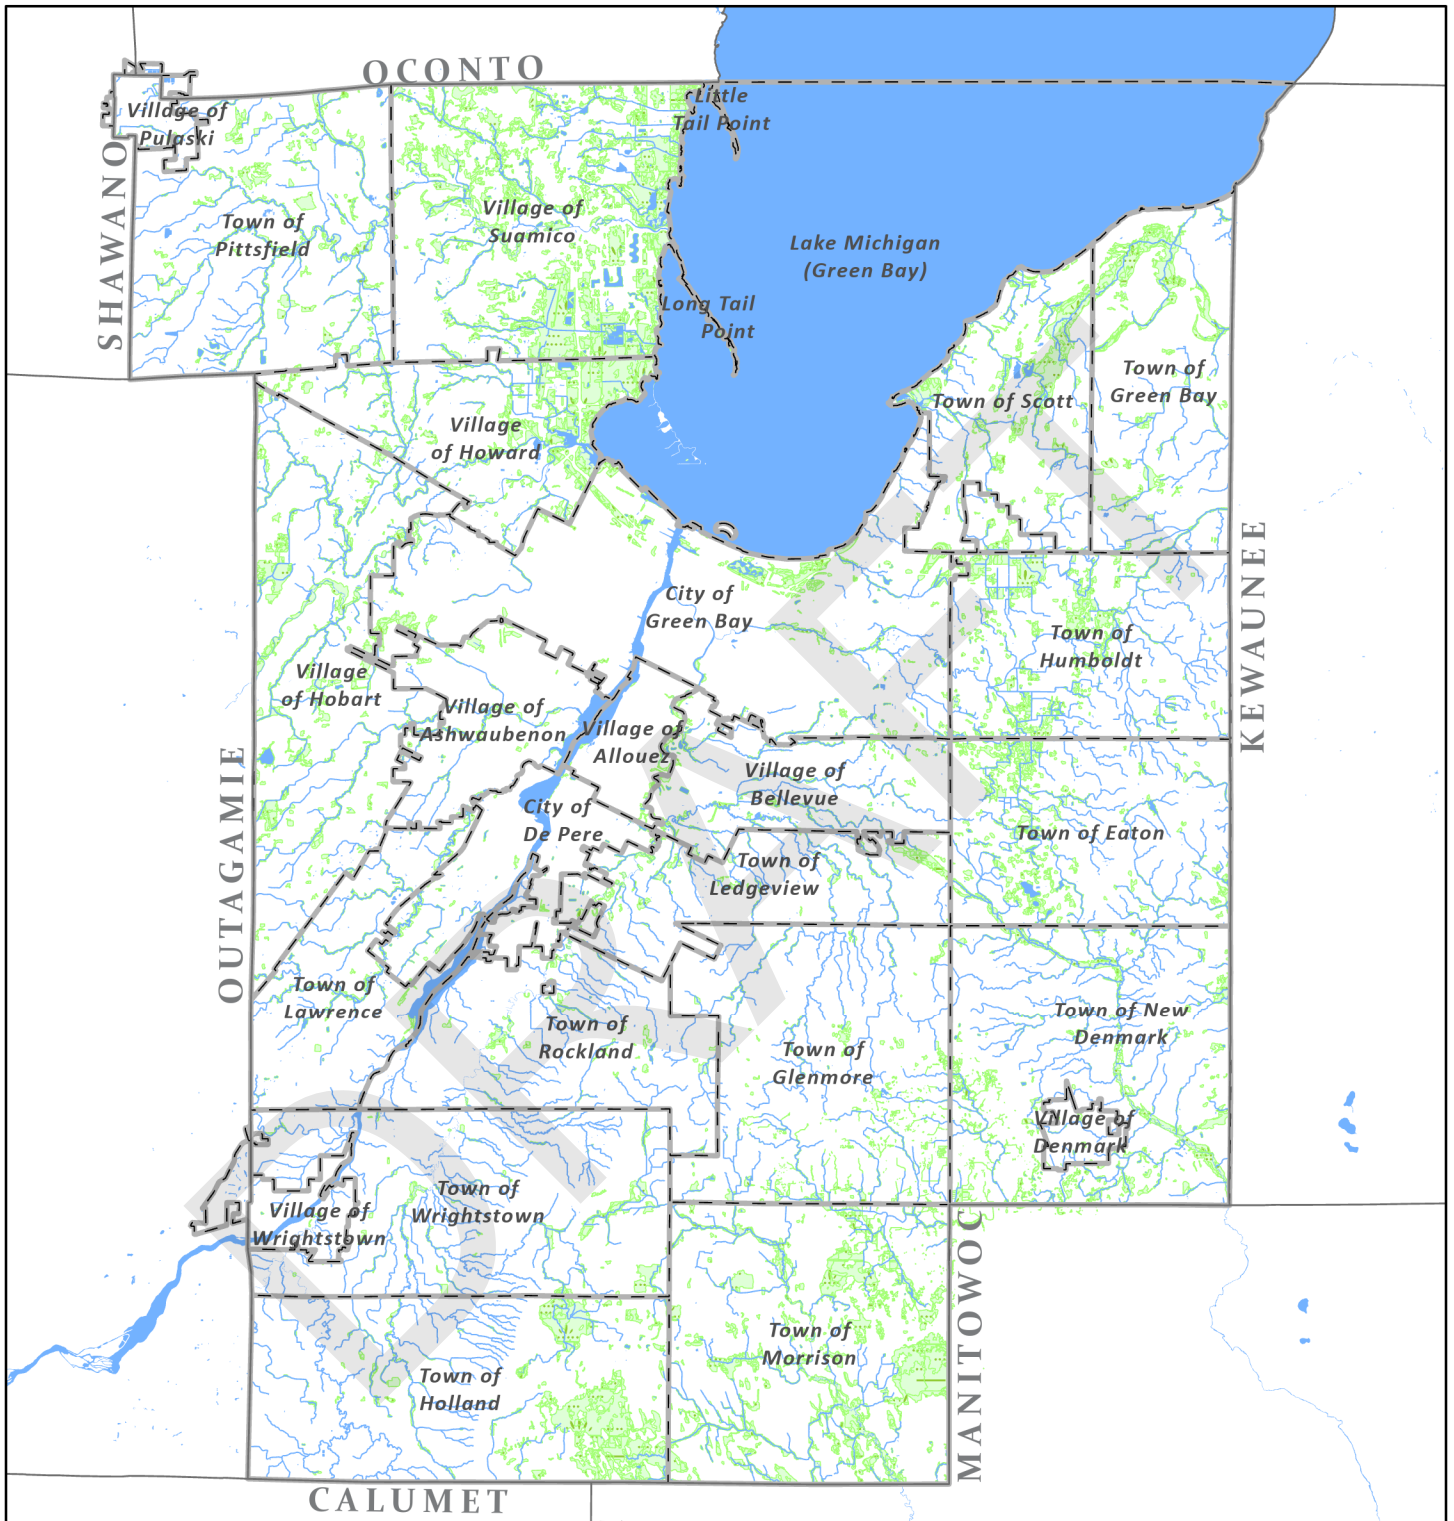 OCONTO
Little
Tail Point
Village of
Pulaski
SHAWANO
Town of
Pittsfield
Village of
Suamico
Lake Michigan
(Green Bay)
Long Tail
Point
Town of
Green Bay
Town of Scott
Village
of Howard
KEWAUNEE
City of
Green Bay
Town of
Humboldt
Village
of Hobart
Village of
Ashwaubenon
Village of
Allouez
Village of
Bellevue
OUTAGAMIE
City of
De Pere
Town of Eaton
Town of
Ledgeview
Town of
Lawrence
Town of
Rockland
Town of New
Denmark
Town of
Glenmore
Village of
Denmark
Town of
Wrightstown
Village of
Wrightstown
MANITOWOC
Town of
Morrison
Town of
Holland
CALUMET
DRAFT